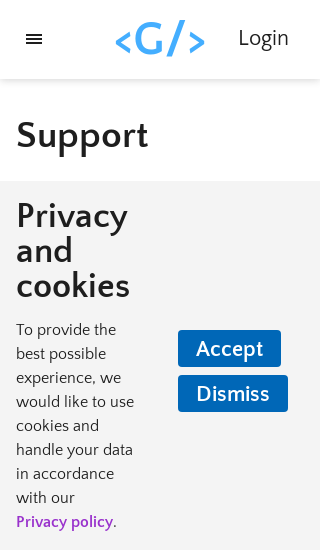 <G/>
Login
Support
Privacy
and
cookies
To provide the
best possible
experience, we
would like to use
cookies and
handle your data
in accordance
with our
Privacy policy.
Accept
Dismiss